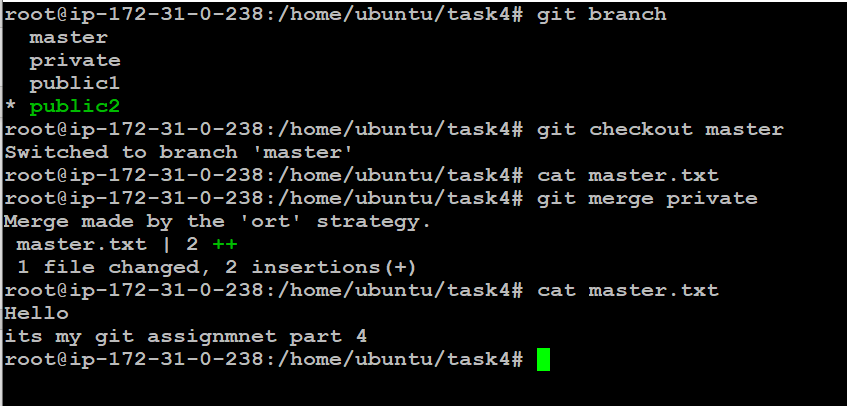 root@ip-172-31-0-238:/home/ubuntu/task4# git branch
  master
  private
  public1
* public2
root@ip-172-31-0-238:/home/ubuntu/task4# git checkout master
Switched to branch 'master'
root@ip-172-31-0-238:/home/ubuntu/task4# cat master.txt
root@ip-172-31-0-238:/home/ubuntu/task4# git merge private
Merge made by the 'ort' strategy.
 master.txt | 2 ++
 1 file changed, 2 insertions(+)
root@ip-172-31-0-238:/home/ubuntu/task4# cat master.txt
Hello
its my git assignmnet part 4
root@ip-172-31-0-238:/home/ubuntu/task4#